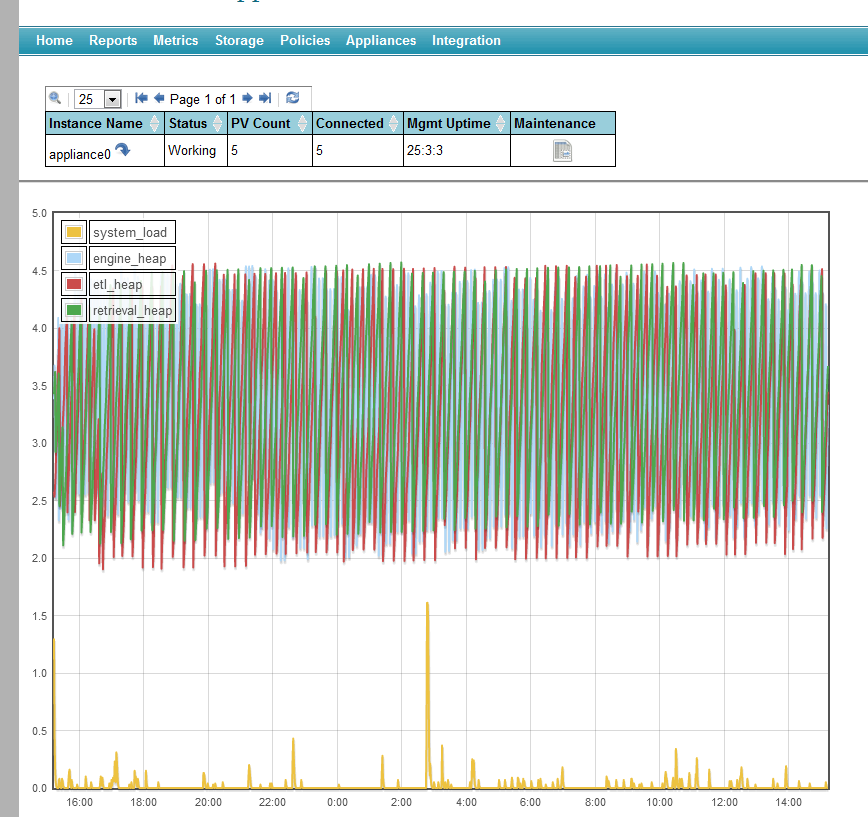 Home Reports Metrics Storage Policies Appliances Integration
25 Page 1 of 1
Instance Name Status PV Count Connected Mgmt Uptime Maintenance
appliance0 Working 5 5 25:3:3
5.0
system_load
engine_heap
4.5
etl_heap
retrieval_heap
4.0
3.5
3.0
2.5
2.0
1.5
1.0
0.5
0.0
16:00 18:00 20:00 22:00 0:00 2:00 4:00 6:00 8:00 10:00 12:00 14:00